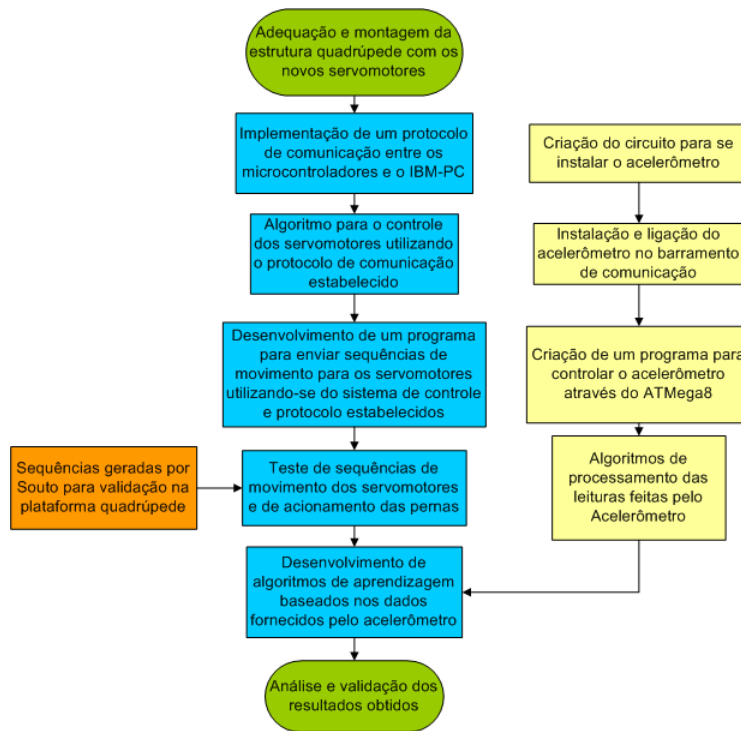 Adequação e montagem da
estrutura quadrúpede com os
novos servomotores
Implementação de um protocolo
de comunicação entre os
microcontroladores e o IBM-PC
Algoritmo para o controle
dos servomotores utilizando
o protocolo de comunicação
estabelecido
Desenvolvimento de um programa
para enviar sequências de
movimento para os servomotores
utilizando-se do sistema de controle
e protocolo estabelecidos
Sequências geradas por
Souto para validação na
plataforma quadrúpede
Teste de sequências de
movimento dos servomotores
e de acionamento das pernas
Desenvolvimento de
algoritmos de aprendizagem
baseados nos dados
fornecidos pelo acelerômetro
Análise e validação dos
resultados obtidos
Criação do circuito para se
instalar o acelerômetro
Instalação e ligação do
acelerômetro no barramento
de comunicação
Criação de um programa para
controlar o acelerômetro
através do ATMega8
Algoritmos de
processamento das
leituras feitas pelo
Acelerômetro